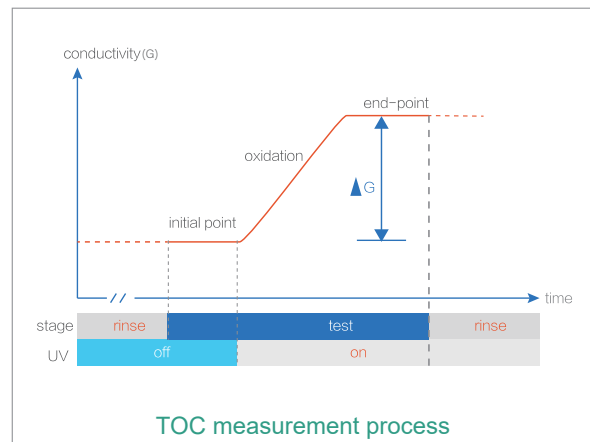 conductivity(G)
end-point
oxidation
▲G
initial point
//
time
stage rinse test rinse
UV off on
TOC measurement process